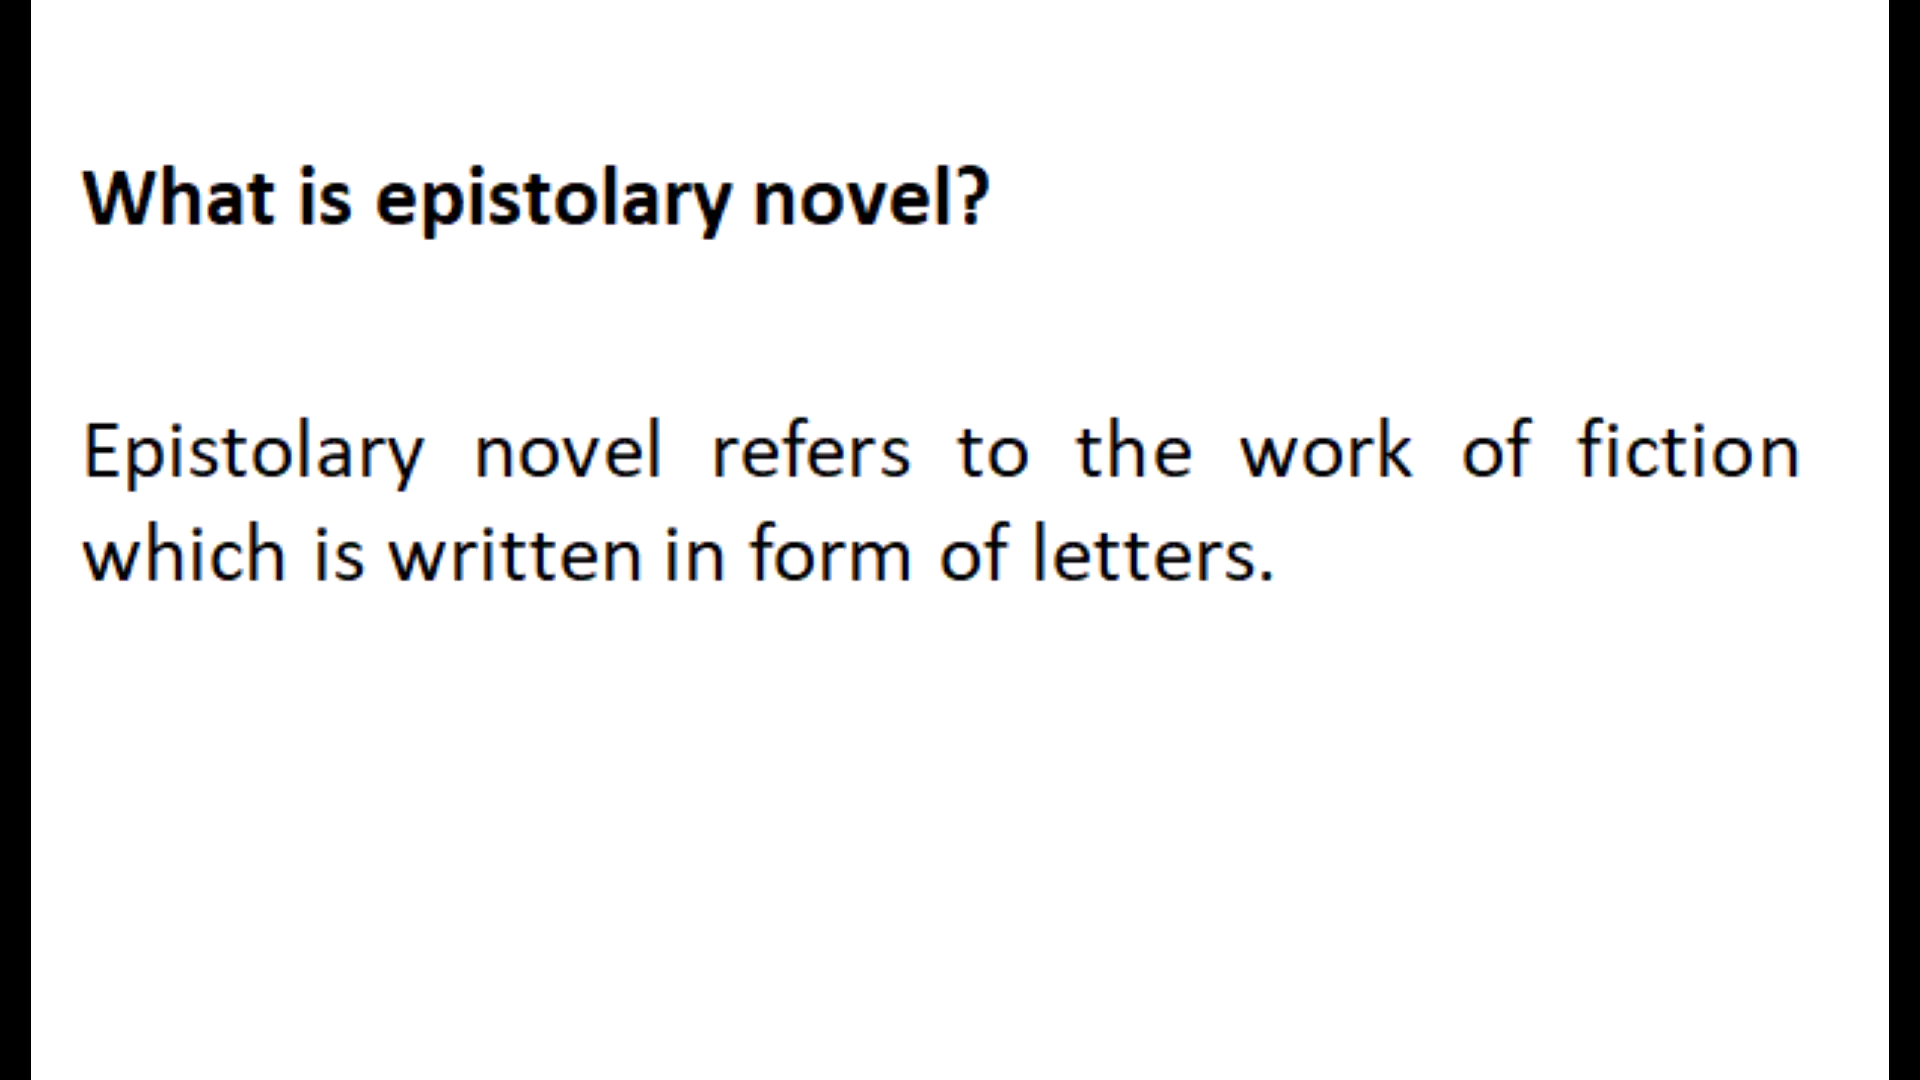 What is epistolary novel?
Epistolary novel refers to the work of fiction
which is written in form of letters.